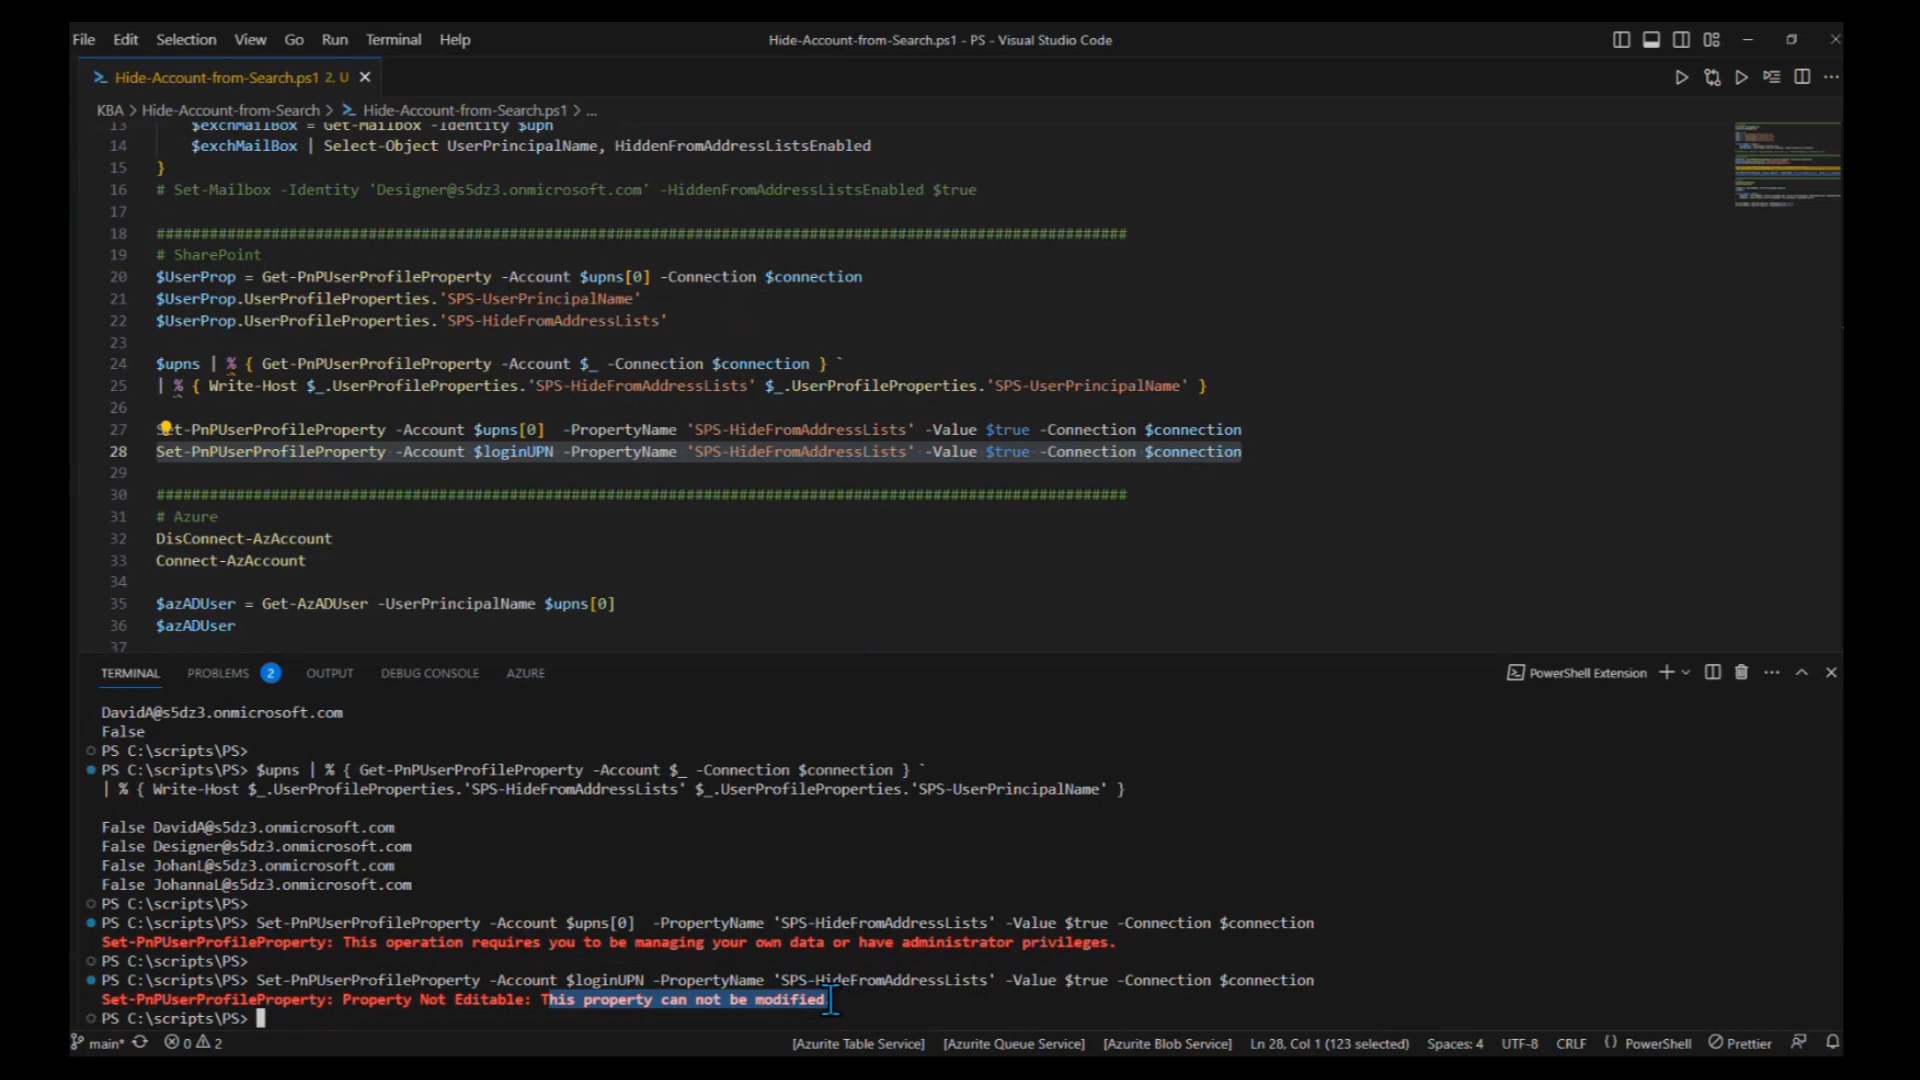 File Edit Selection View Go Run Terminal Help
Hide-Account-from-Search.ps1 - PS - Visual Studio Code
Hide-Account-from-Search.ps1 2, U
KBA > Hide-Account-from-Search > Hide-Account-from-Search.ps1 > ...
13 $exchMailBox = Get-Mailbox -Identity $upn
14 $exchMailBox | Select-Object UserPrincipalName, HiddenFromAddressListsEnabled
15 }
16 # Set-Mailbox -Identity 'Designer@s5dz3.onmicrosoft.com' -HiddenFromAddressListsEnabled $true
17
18 ##############################################################################################################
19 # SharePoint
20 $UserProp = Get-PnPUserProfileProperty -Account $upns[0] -Connection $connection
21 $UserProp.UserProfileProperties.'SPS-UserPrincipalName'
22 $UserProp.UserProfileProperties.'SPS-HideFromAddressLists'
23
24 $upns | % { Get-PnPUserProfileProperty -Account $_ -Connection $connection } `
25 | % { Write-Host $_.UserProfileProperties.'SPS-HideFromAddressLists' $_.UserProfileProperties.'SPS-UserPrincipalName' }
26
27 Set-PnPUserProfileProperty -Account $upns[0]  -PropertyName 'SPS-HideFromAddressLists' -Value $true -Connection $connection
28 Set-PnPUserProfileProperty -Account $loginUPN -PropertyName 'SPS-HideFromAddressLists' -Value $true -Connection $connection
29
30 ##############################################################################################################
31 # Azure
32 DisConnect-AzAccount
33 Connect-AzAccount
34
35 $azADUser = Get-AzADUser -UserPrincipalName $upns[0]
36 $azADUser
37
TERMINAL PROBLEMS 2 OUTPUT DEBUG CONSOLE AZURE PowerShell Extension
DavidA@s5dz3.onmicrosoft.com
False
PS C:\scripts\PS>
PS C:\scripts\PS> $upns | % { Get-PnPUserProfileProperty -Account $_ -Connection $connection } `
| % { Write-Host $_.UserProfileProperties.'SPS-HideFromAddressLists' $_.UserProfileProperties.'SPS-UserPrincipalName' }
False DavidA@s5dz3.onmicrosoft.com
False Designer@s5dz3.onmicrosoft.com
False JohanL@s5dz3.onmicrosoft.com
False JohannaL@s5dz3.onmicrosoft.com
PS C:\scripts\PS>
PS C:\scripts\PS> Set-PnPUserProfileProperty -Account $upns[0]  -PropertyName 'SPS-HideFromAddressLists' -Value $true -Connection $connection
Set-PnPUserProfileProperty: This operation requires you to be managing your own data or have administrator privileges.
PS C:\scripts\PS>
PS C:\scripts\PS> Set-PnPUserProfileProperty -Account $loginUPN -PropertyName 'SPS-HideFromAddressLists' -Value $true -Connection $connection
Set-PnPUserProfileProperty: Property Not Editable: This property can not be modified.
PS C:\scripts\PS>
main* 0 2 [Azurite Table Service] [Azurite Queue Service] [Azurite Blob Service] Ln 28, Col 1 (123 selected) Spaces: 4 UTF-8 CRLF {} PowerShell Prettier